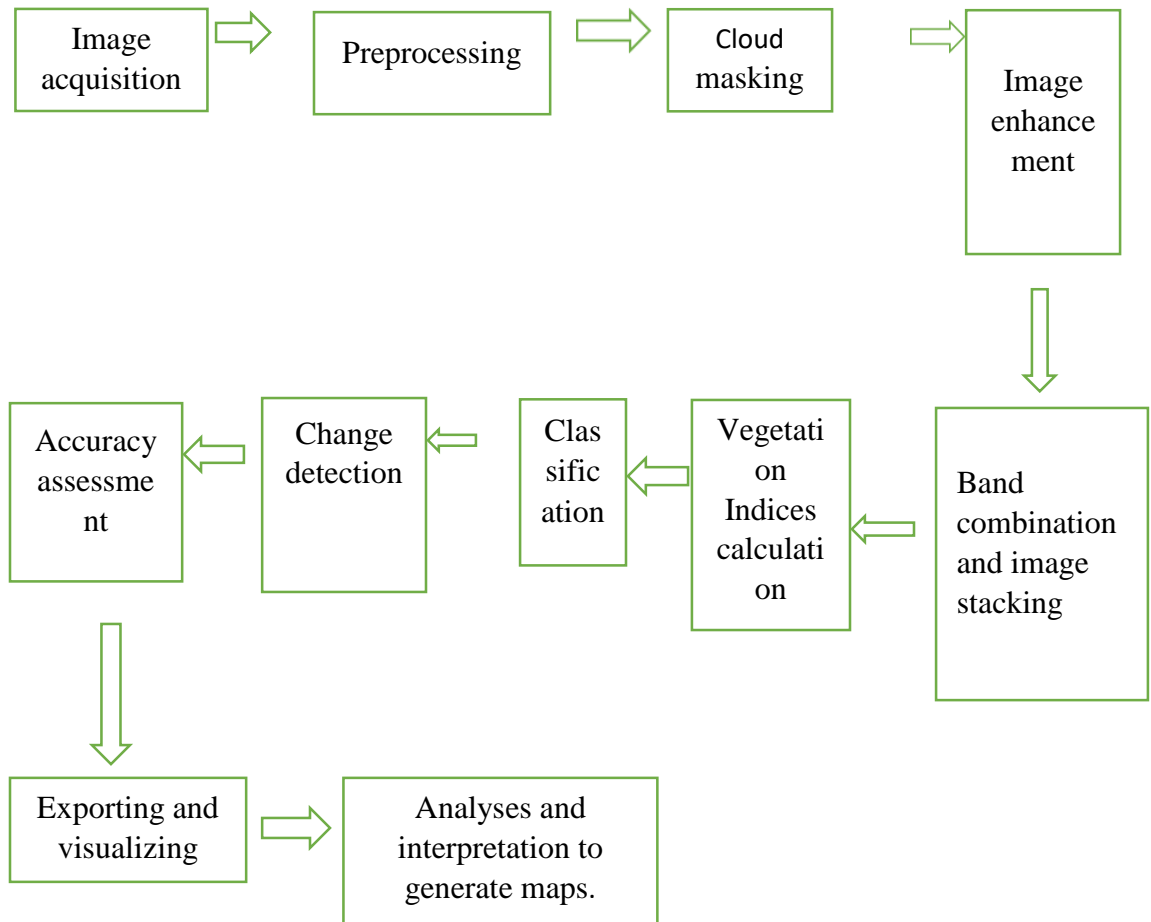 Image
acquisition
Preprocessing
Cloud
masking
Image
enhance
ment
Band
combination
and image
stacking
Vegetati
on
Indices
calculati
on
Clas
sific
ation
Change
detection
Accuracy
assessme
nt
Exporting and
visualizing
Analyses and
interpretation to
generate maps.